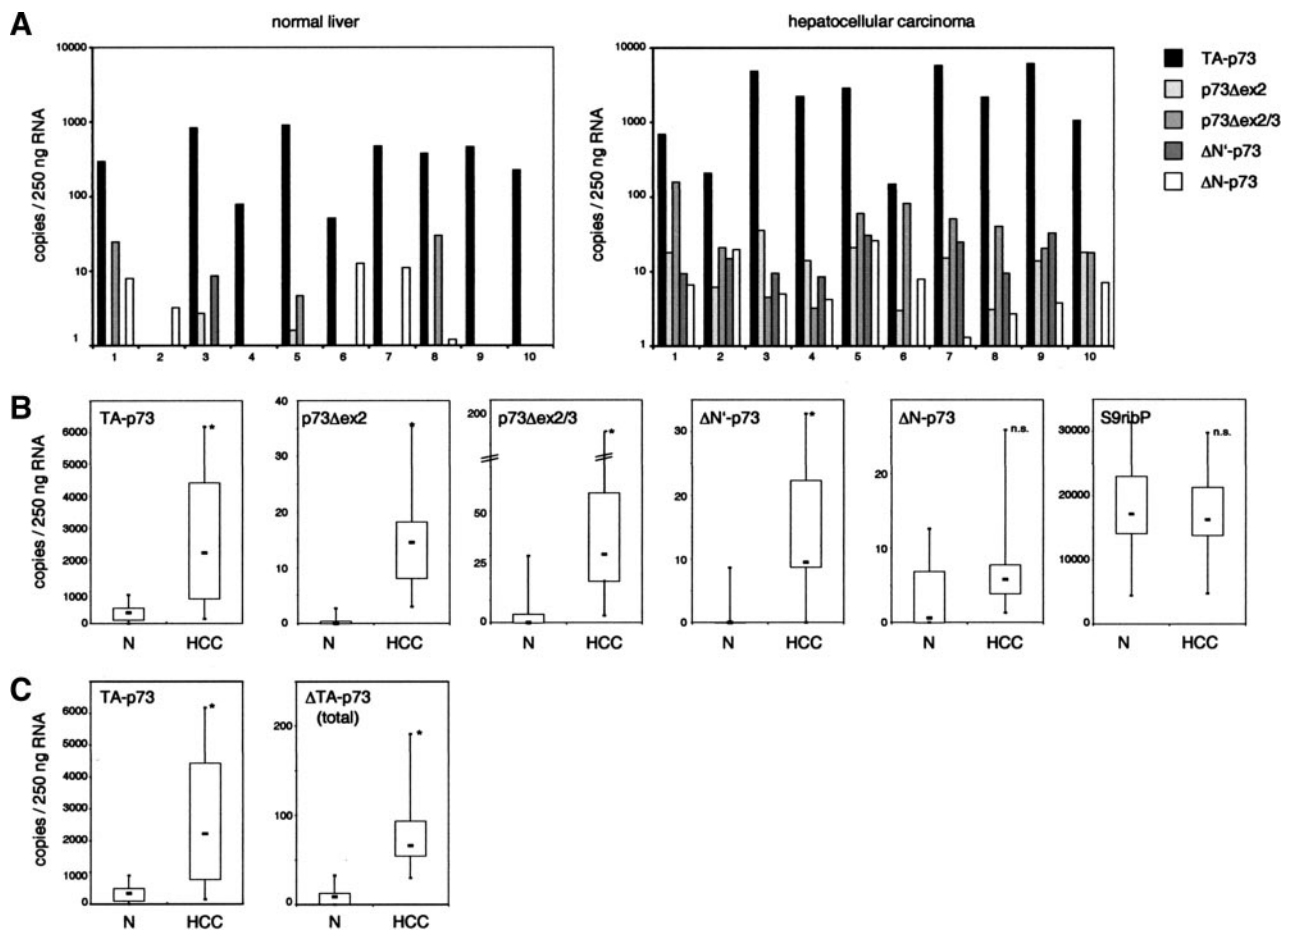 A
normal liver
hepatocellular carcinoma
copies / 250 ng RNA
10000
1000
100
10
1
1 2 3 4 5 6 7 8 9 10
copies / 250 ng RNA
10000
1000
100
10
1
1 2 3 4 5 6 7 8 9 10
TA-p73
p73Δex2
p73Δex2/3
ΔN'-p73
ΔN-p73
B
copies / 250 ng RNA
TA-p73
6000
5000
4000
3000
2000
1000
0
*
N HCC
p73Δex2
40
30
20
10
0
*
N HCC
p73Δex2/3
200
50
25
0
*
N HCC
ΔN'-p73
30
20
10
0
*
N HCC
ΔN-p73
20
10
0
n.s.
N HCC
S9ribP
30000
20000
10000
0
n.s.
N HCC
C
copies / 250 ng RNA
TA-p73
6000
5000
4000
3000
2000
1000
0
*
N HCC
ΔTA-p73
(total)
200
100
0
*
N HCC